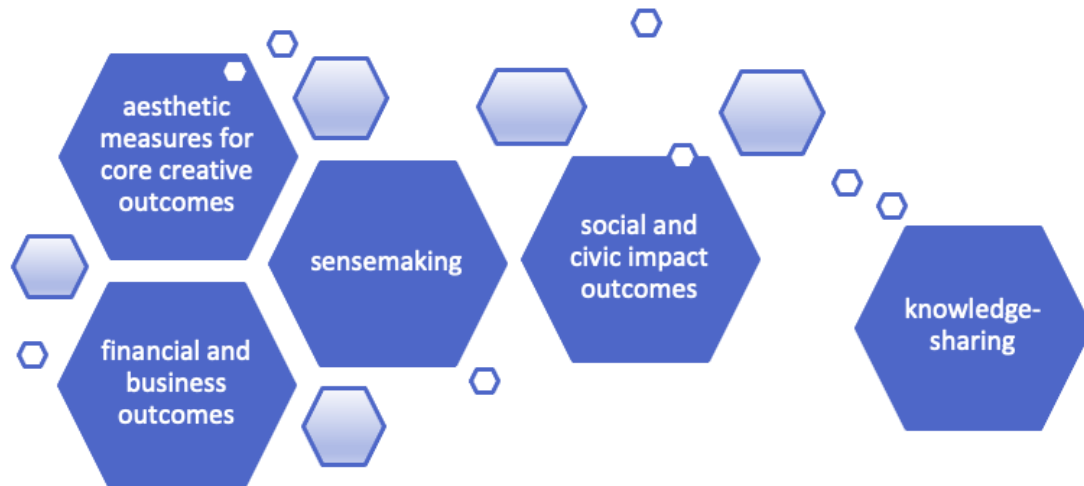 aesthetic
measures for
core creative
outcomes
financial and
business
outcomes
sensemaking
social and
civic impact
outcomes
knowledge-
sharing